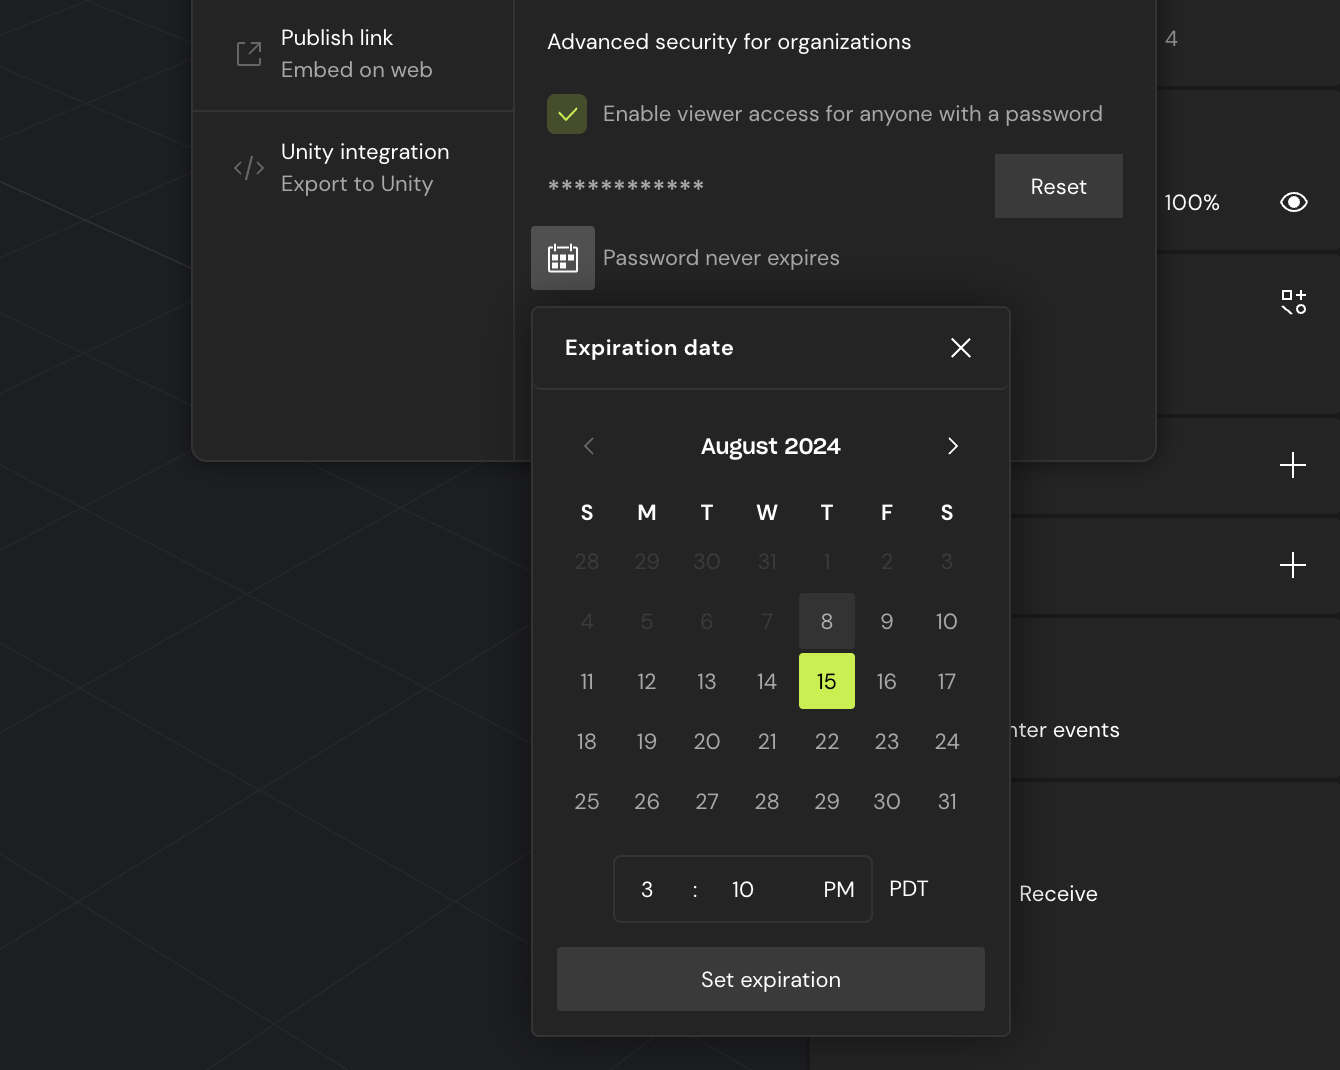 Publish link
Embed on web
Unity integration
Export to Unity
Advanced security for organizations
Enable viewer access for anyone with a password
************
Reset
Password never expires
Expiration date
August 2024
S M T W T F S
28 29 30 31 1 2 3
4 5 6 7 8 9 10
11 12 13 14 15 16 17
18 19 20 21 22 23 24
25 26 27 28 29 30 31
3 : 10 PM PDT
Set expiration
4
100%
events
Receive